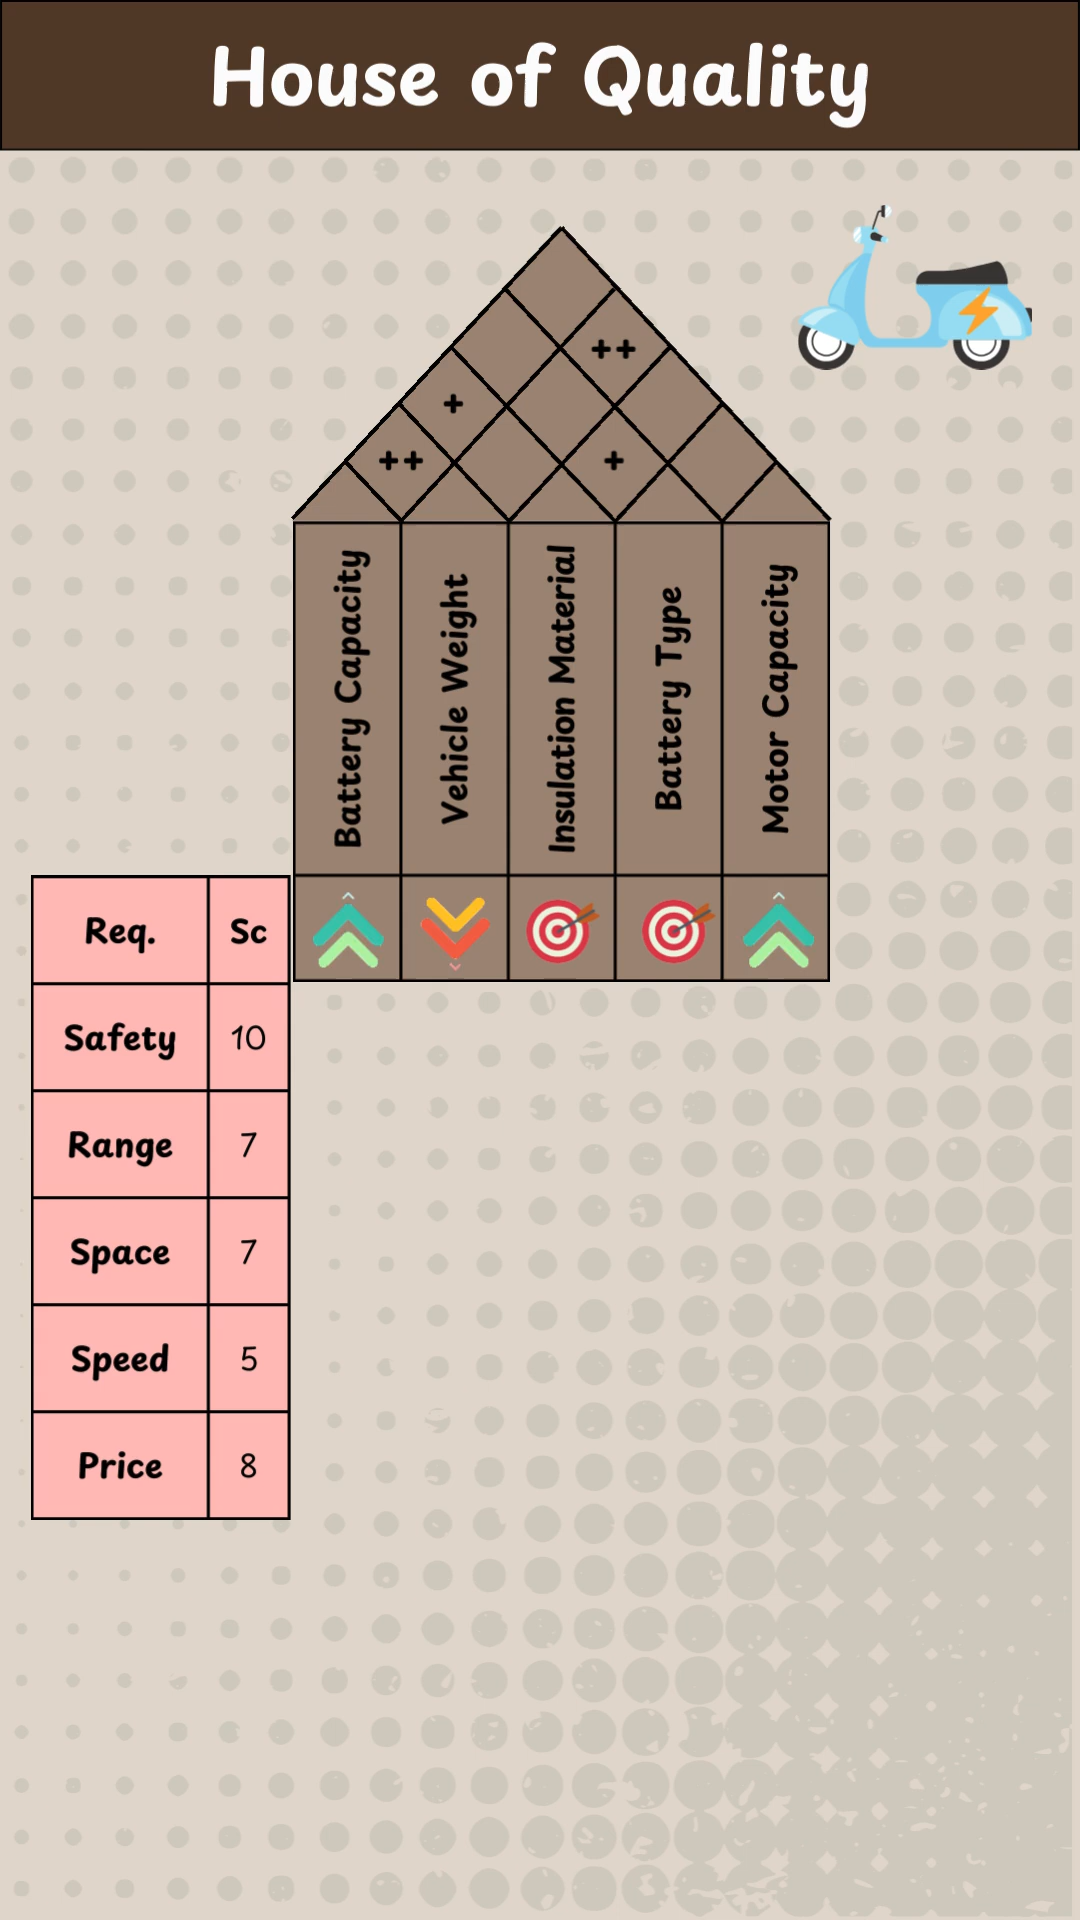 House of Quality
++
+
++
+
Battery Capacity
Vehicle Weight
Insulation Material
Battery Type
Motor Capacity
Req. Sc
Safety 10
Range 7
Space 7
Speed 5
Price 8